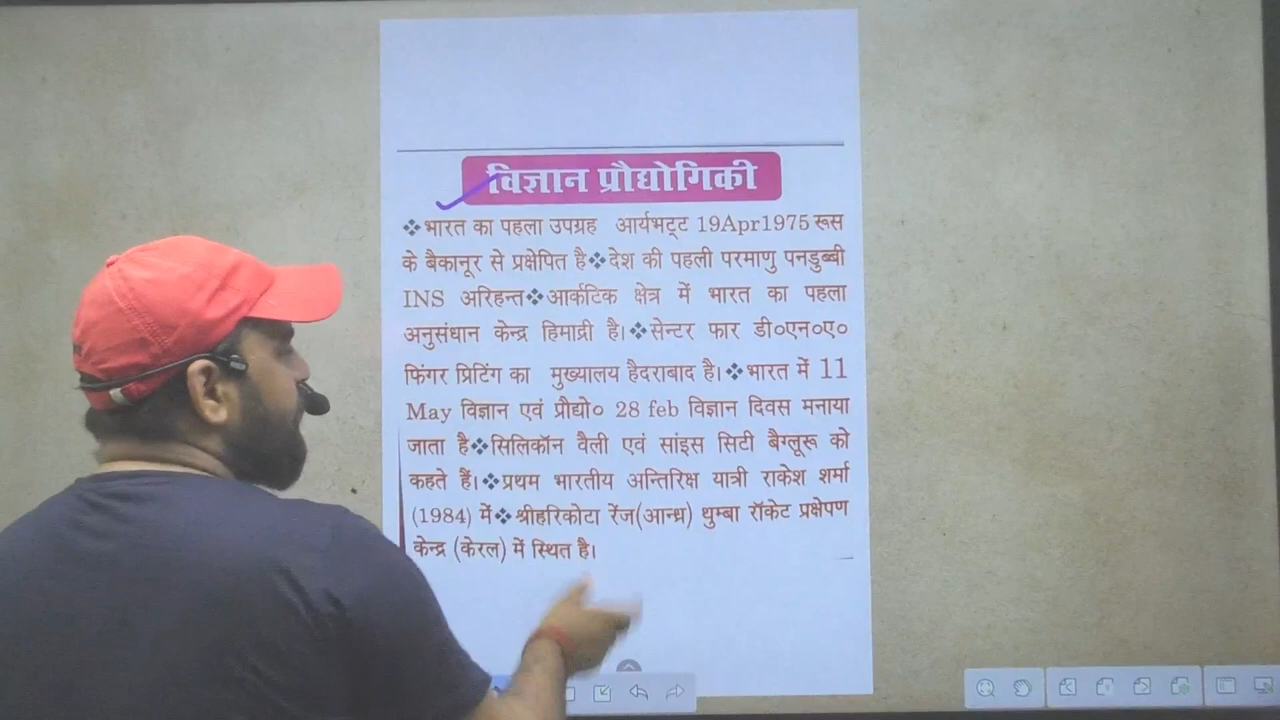 विज्ञान प्रौद्योगिकी
❖भारत का पहला उपग्रह आर्यभट्ट 19Apr1975 रूस
के बैकानूर से प्रक्षेपित है❖देश की पहली परमाणु पनडुब्बी
INS अरिहन्त❖आर्कटिक क्षेत्र में भारत का पहला
अनुसंधान केन्द्र हिमाद्री है।❖सेन्टर फार डी०एन०ए०
फिंगर प्रिटिंग का मुख्यालय हैदराबाद है।❖भारत में 11
May विज्ञान एवं प्रौद्यो० 28 feb विज्ञान दिवस मनाया
जाता है❖सिलिकॉन वैली एवं सांइस सिटी बैग्लूरू को
कहते हैं।❖प्रथम भारतीय अन्तिरिक्ष यात्री राकेश शर्मा
(1984) में❖श्रीहरिकोटा रेंज(आन्ध्र) थुम्बा रॉकेट प्रक्षेपण
केन्द्र (केरल) में स्थित है।